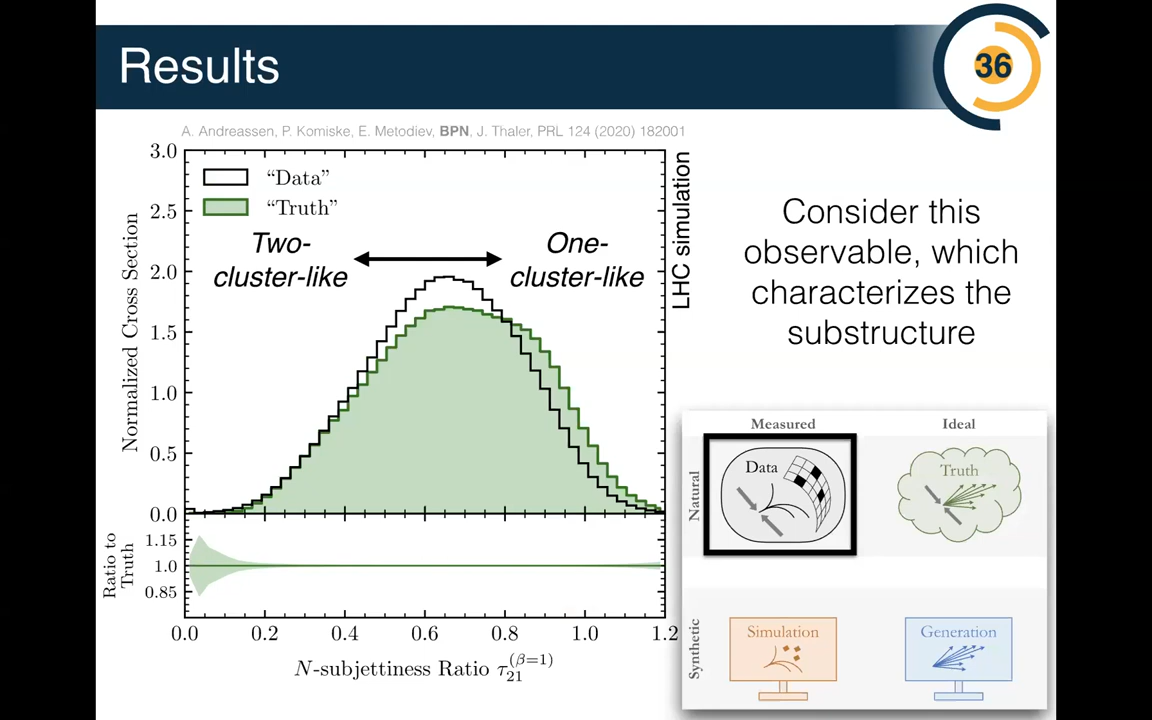 Results
36
A. Andreassen, P. Komiske, E. Metodiev, BPN, J. Thaler, PRL 124 (2020) 182001
3.0
2.5
2.0
1.5
1.0
0.5
0.0
Normalized Cross Section
“Data”
“Truth”
Two-
cluster-like
One-
cluster-like
LHC simulation
1.15
1.0
0.85
Ratio to
Truth
0.0 0.2 0.4 0.6 0.8 1.0 1.2
N-subjettiness Ratio τ21(β=1)
Consider this
observable, which
characterizes the
substructure
Measured Ideal
Natural
Data Truth
Synthetic
Simulation Generation